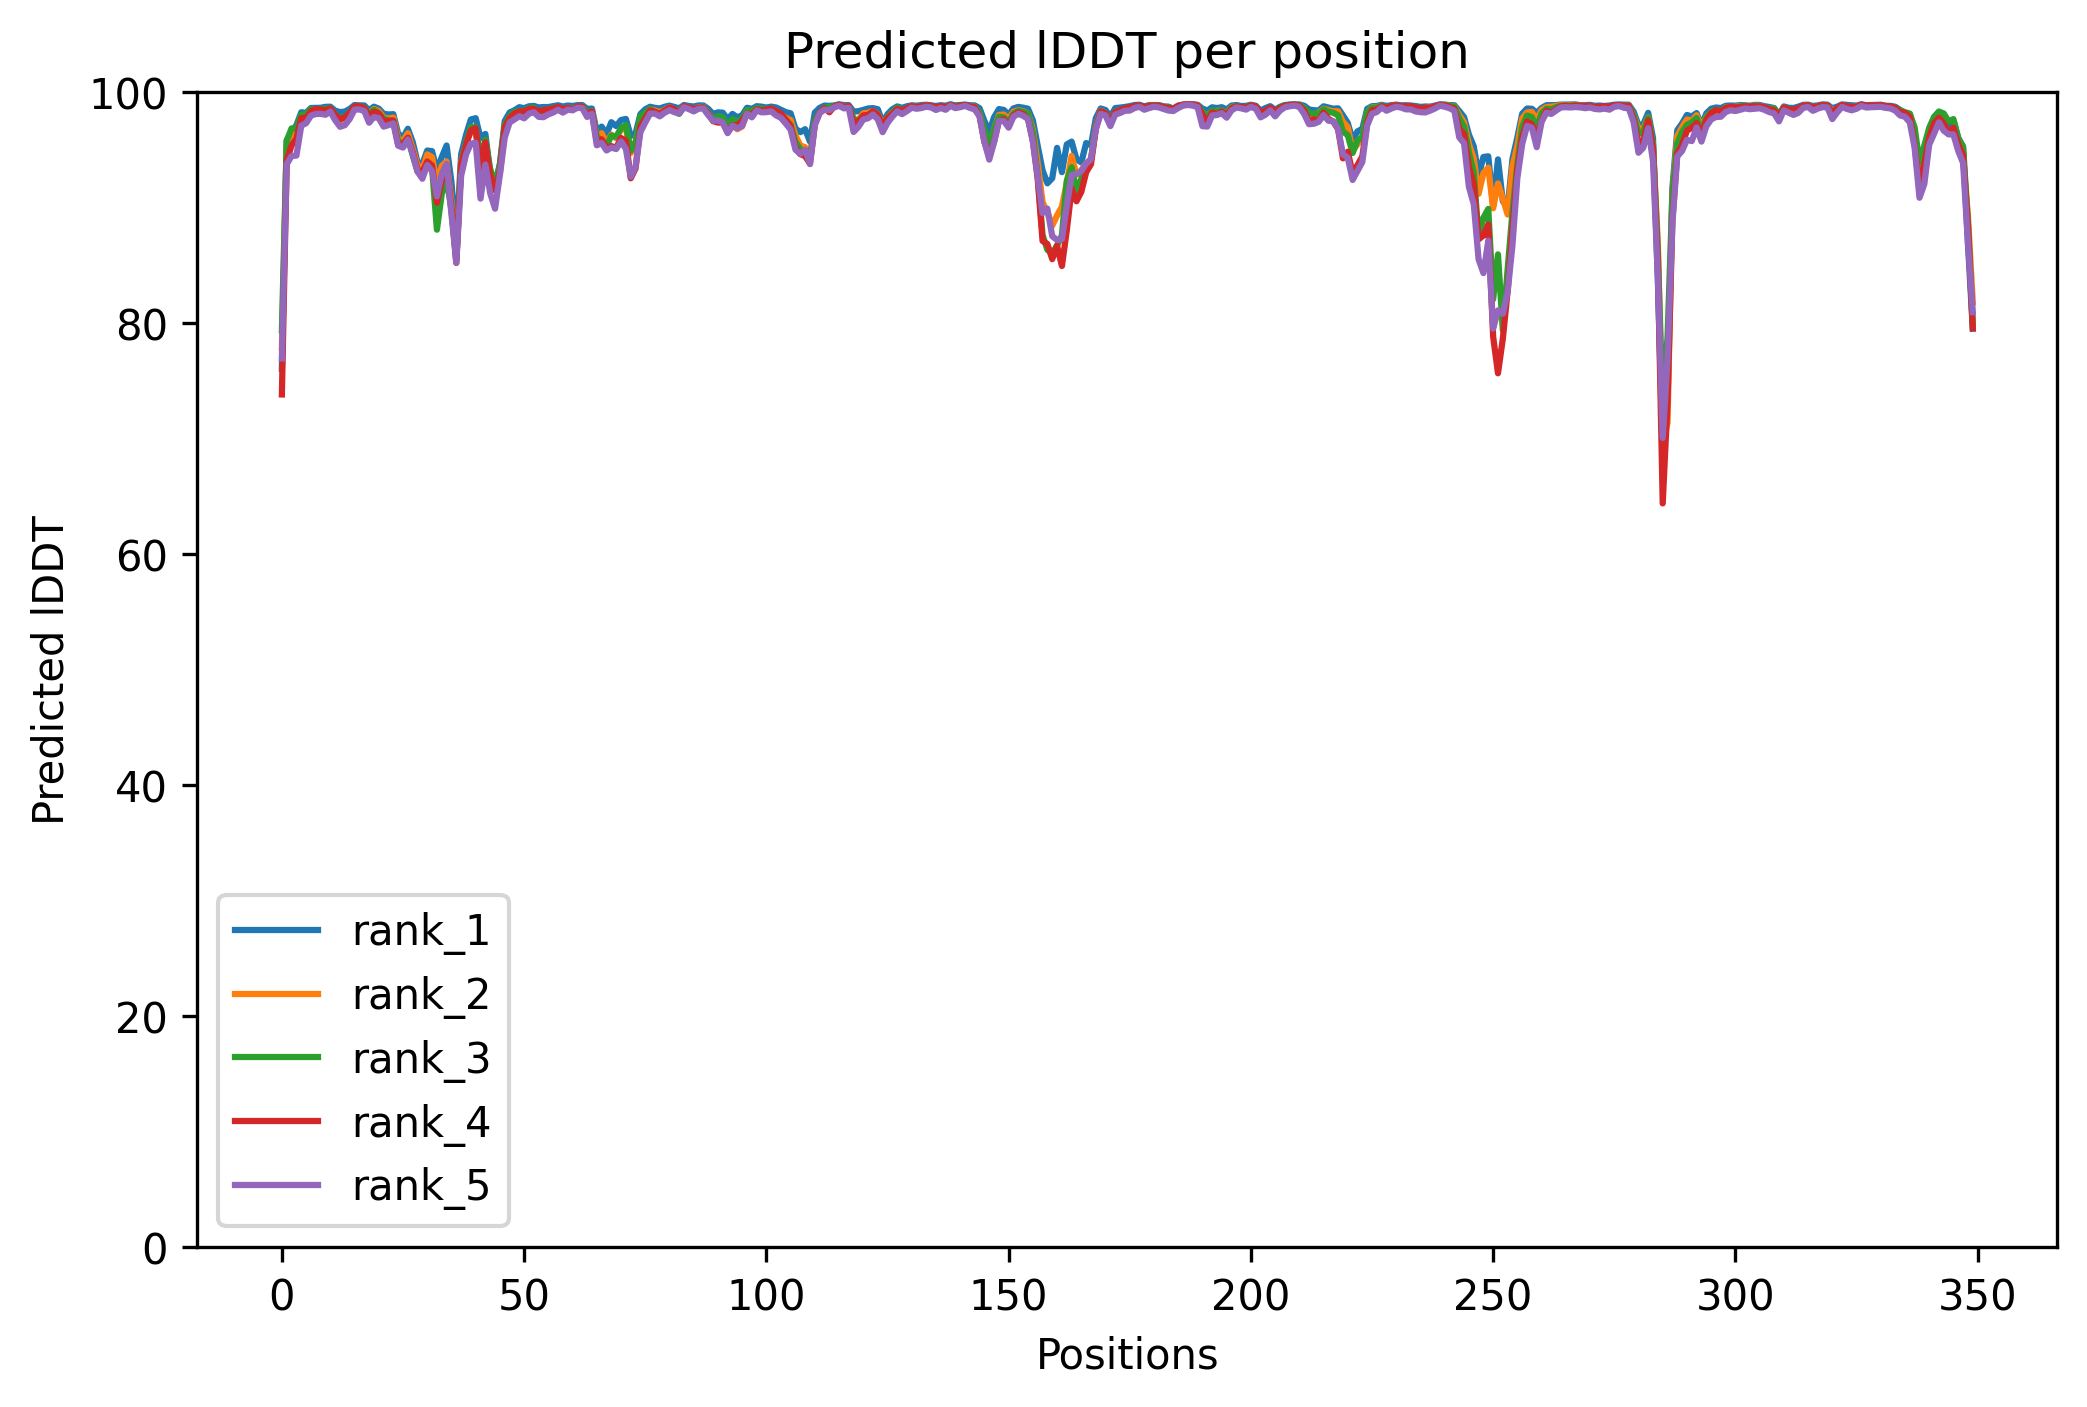 Predicted lDDT per position
100
80
60
40
20
0
Predicted lDDT
rank_1
rank_2
rank_3
rank_4
rank_5
0 50 100 150 200 250 300 350
Positions